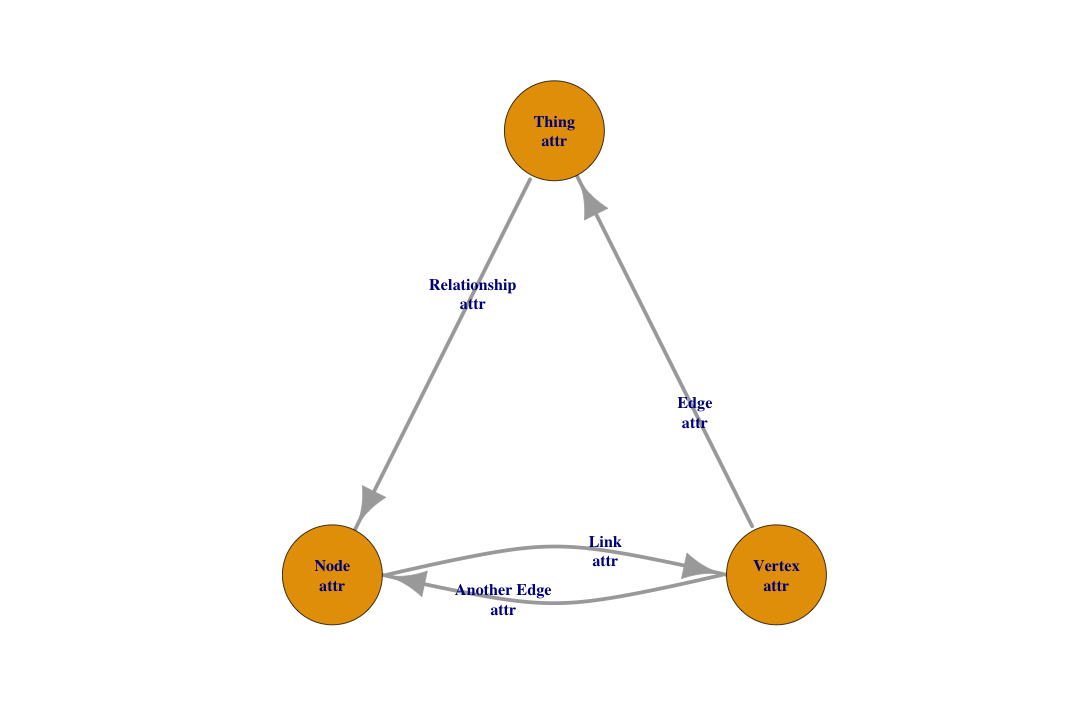 Thing
attr
Relationship
attr
Edge
attr
Link
attr
Node
attr
Vertex
attr
Another Edge
attr